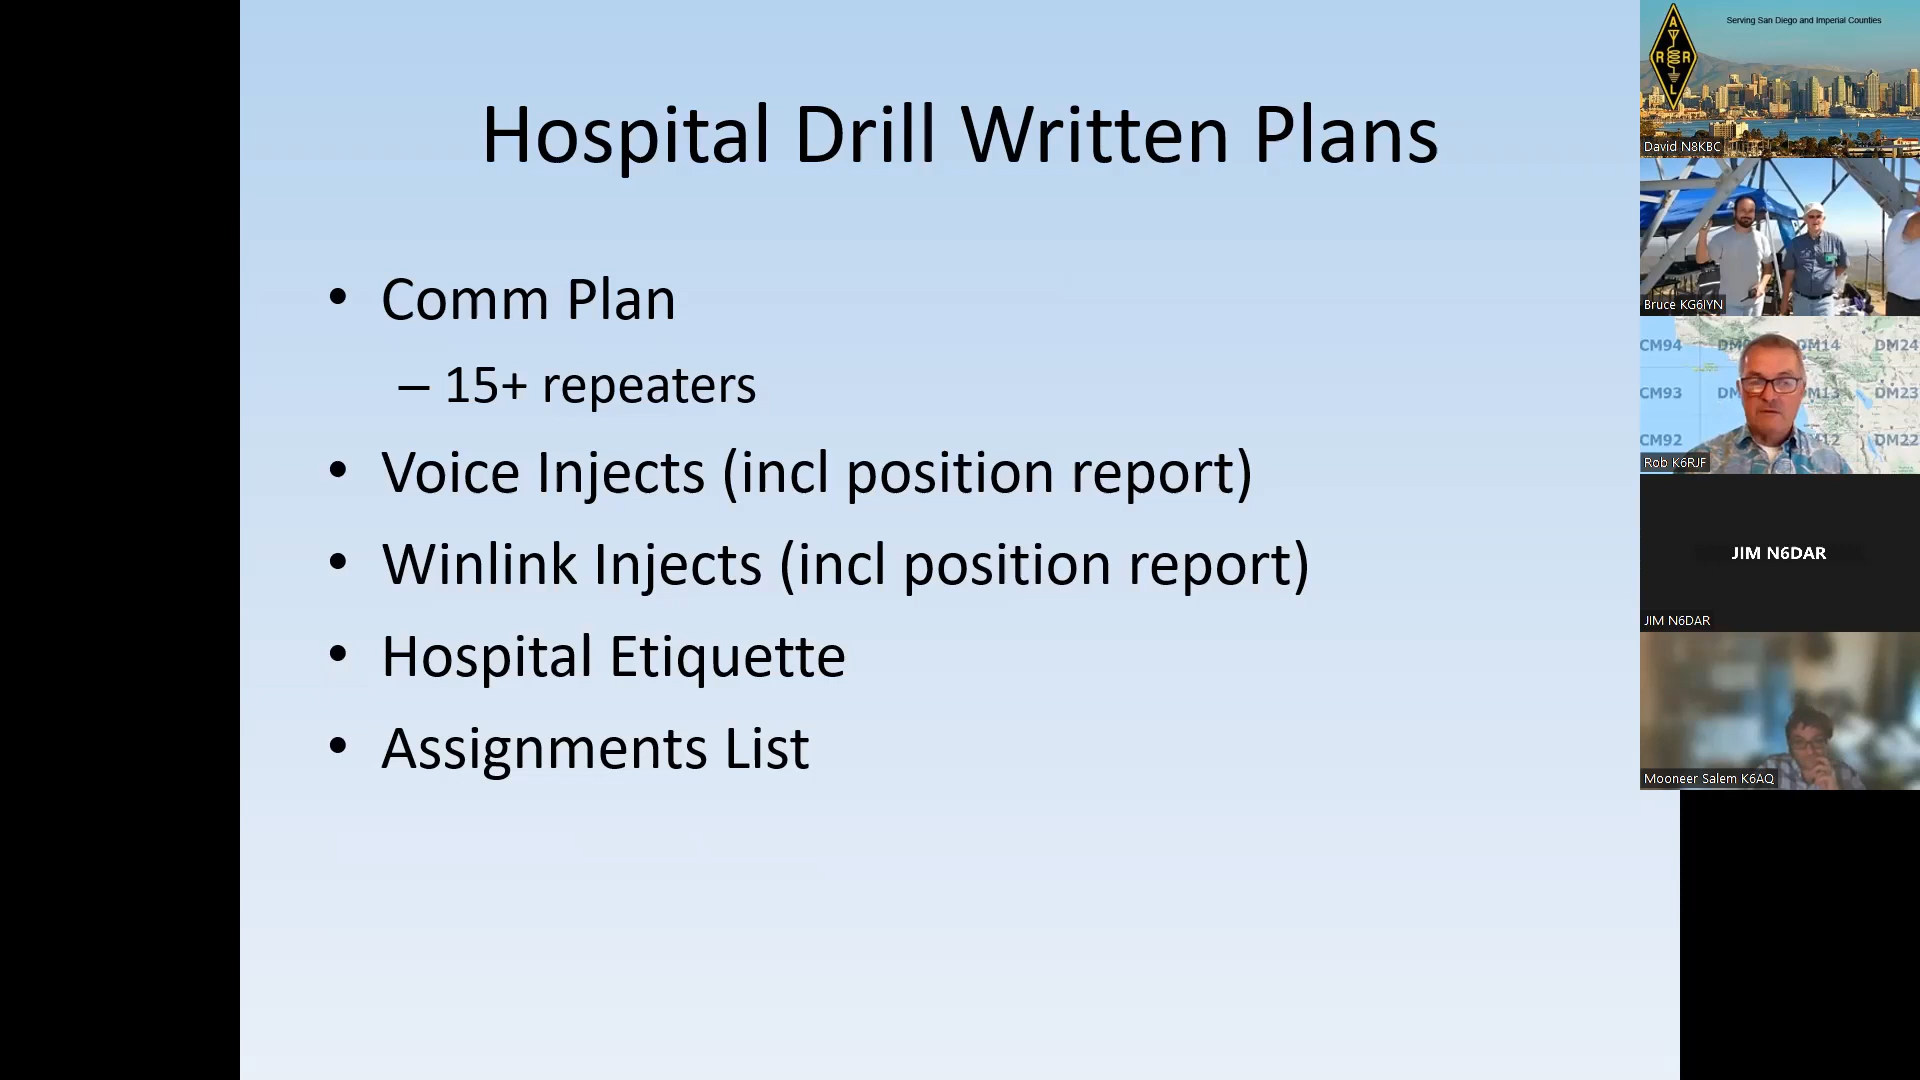 Hospital Drill Written Plans
• Comm Plan
– 15+ repeaters
• Voice Injects (incl position report)
• Winlink Injects (incl position report)
• Hospital Etiquette
• Assignments List
Serving San Diego and Imperial Counties
A
R R
L
David N8KBC
Bruce KG6IYN
CM94 DM14 DM24
CM93 DM13 DM23
CM92 DM22
Rob K6RJF
JIM N6DAR
JIM N6DAR
Mooneer Salem K6AQ